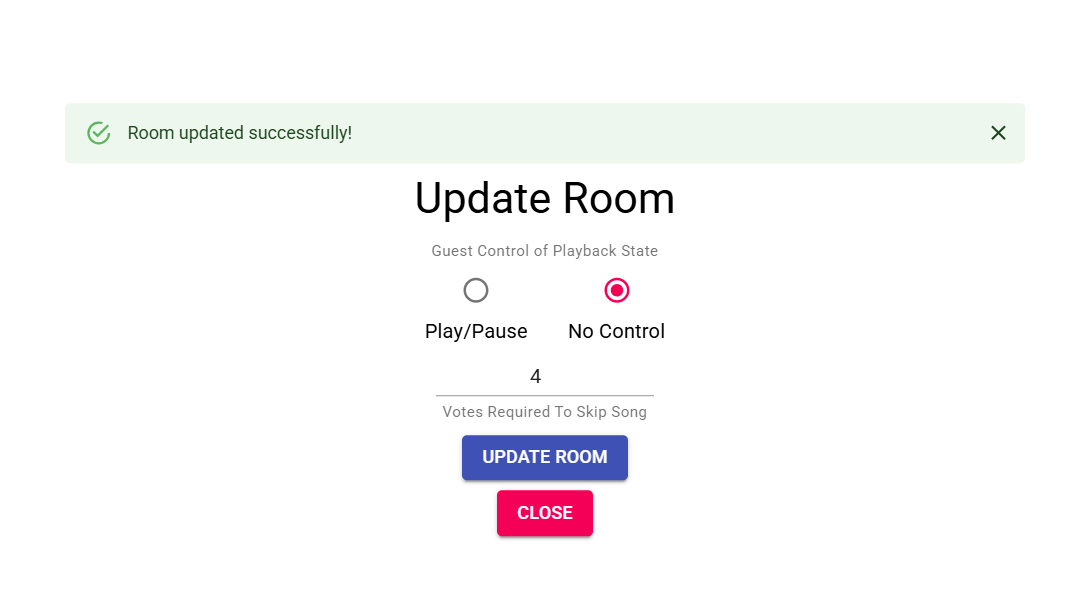 Room updated successfully!
Update Room
Guest Control of Playback State
Play/Pause No Control
4
Votes Required To Skip Song
UPDATE ROOM
CLOSE